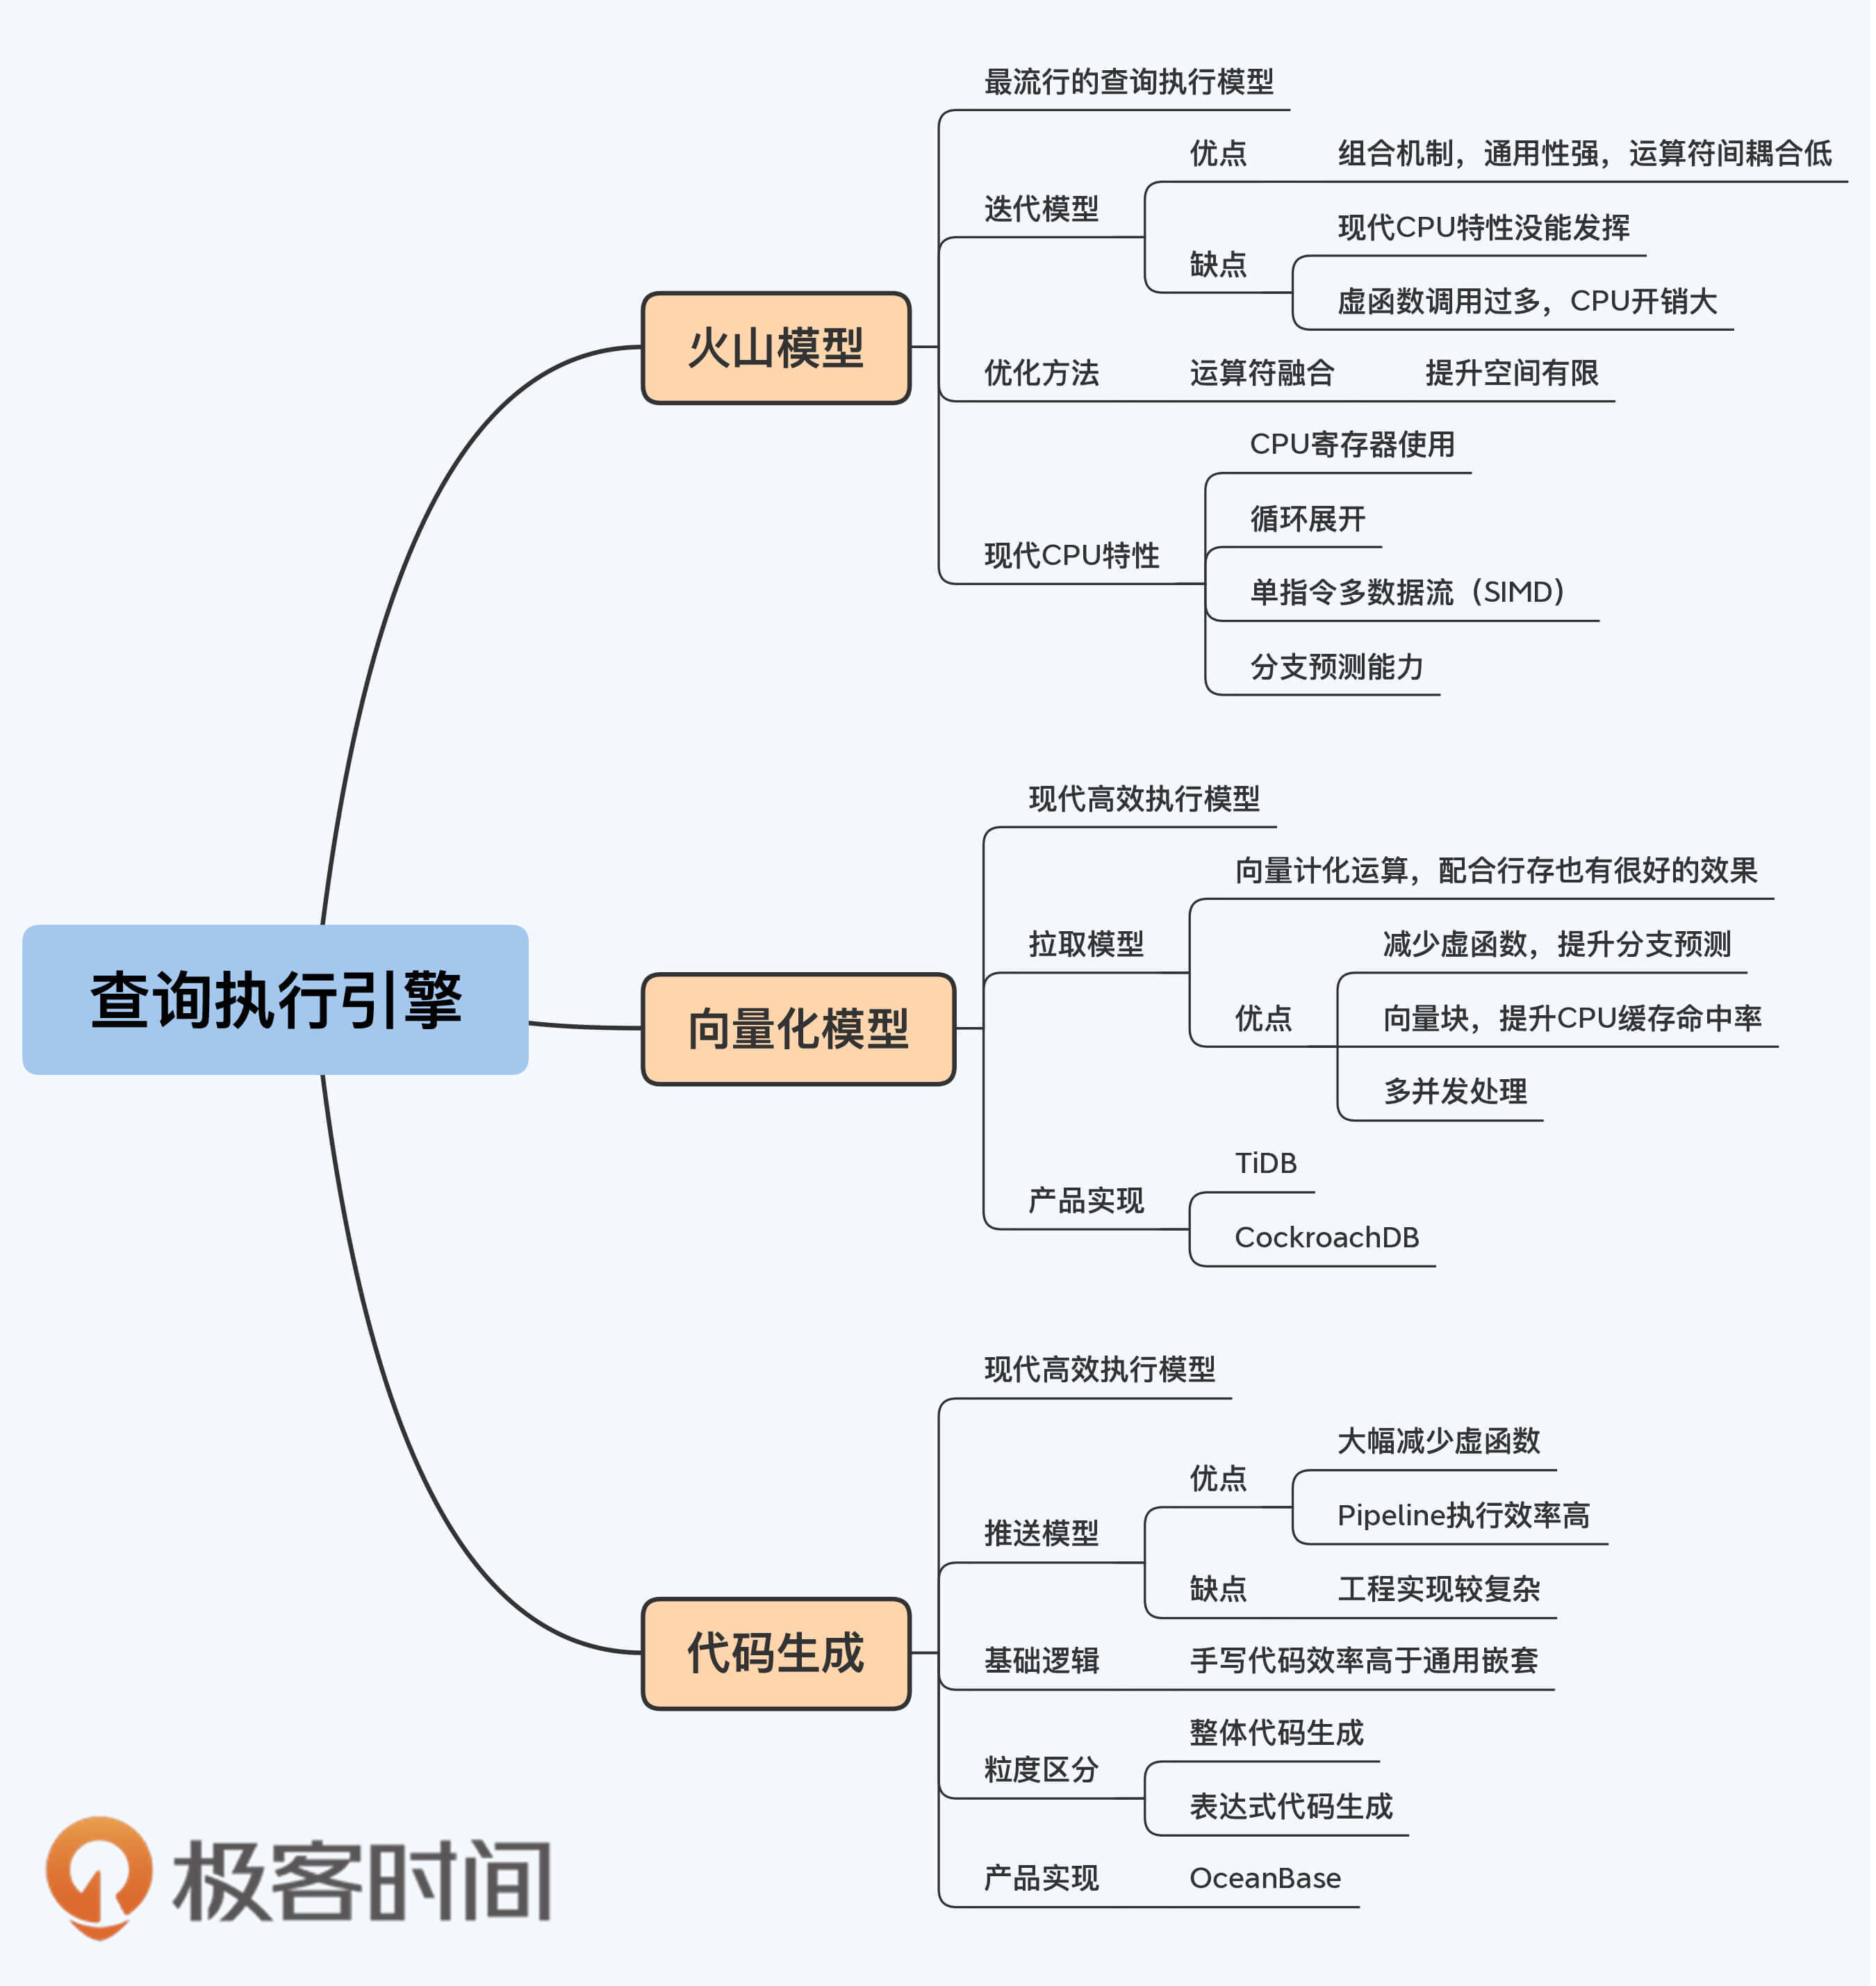 查询执行引擎
火山模型
最流行的查询执行模型
迭代模型
优点
组合机制，通用性强，运算符间耦合低
缺点
现代CPU特性没能发挥
虚函数调用过多，CPU开销大
优化方法
运算符融合
提升空间有限
现代CPU特性
CPU寄存器使用
循环展开
单指令多数据流（SIMD）
分支预测能力
向量化模型
现代高效执行模型
拉取模型
向量计化运算，配合行存也有很好的效果
优点
减少虚函数，提升分支预测
向量块，提升CPU缓存命中率
多并发处理
产品实现
TiDB
CockroachDB
代码生成
现代高效执行模型
推送模型
优点
大幅减少虚函数
Pipeline执行效率高
缺点
工程实现较复杂
基础逻辑
手写代码效率高于通用嵌套
粒度区分
整体代码生成
表达式代码生成
产品实现
OceanBase
极客时间